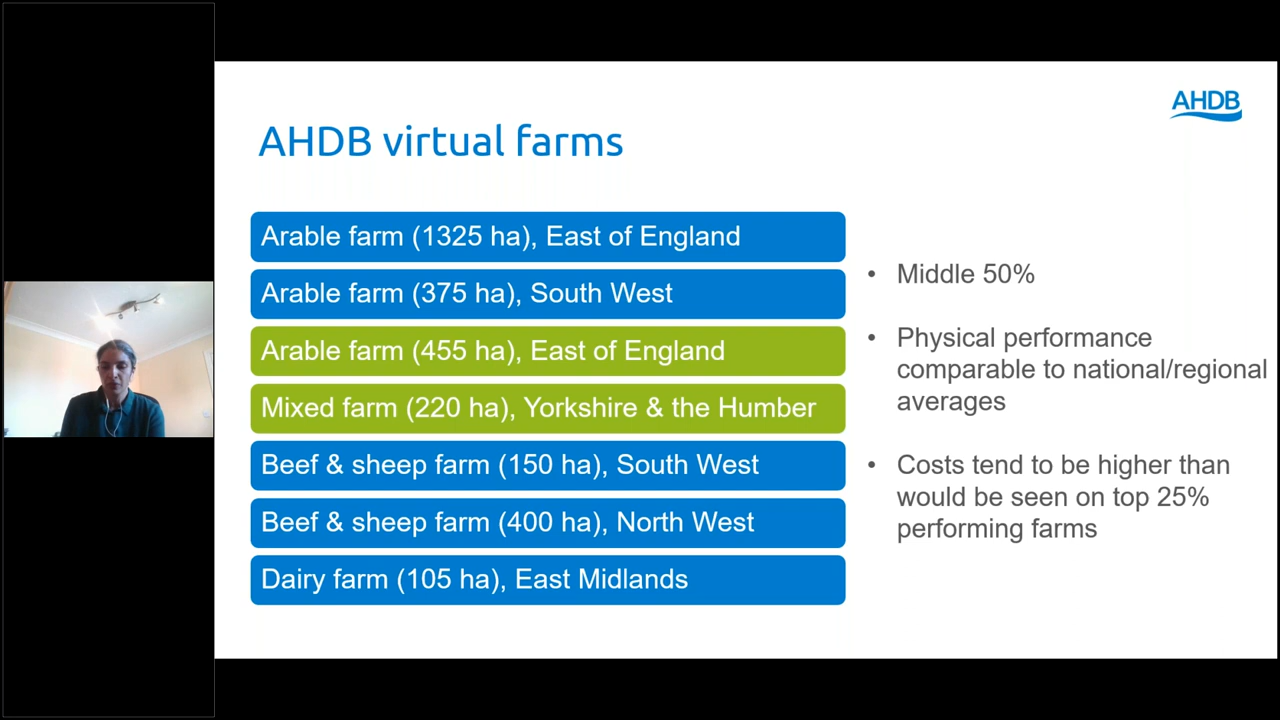 AHDB
AHDB virtual farms
Arable farm (1325 ha), East of England
Arable farm (375 ha), South West
Arable farm (455 ha), East of England
Mixed farm (220 ha), Yorkshire & the Humber
Beef & sheep farm (150 ha), South West
Beef & sheep farm (400 ha), North West
Dairy farm (105 ha), East Midlands
• Middle 50%
• Physical performance
comparable to national/regional
averages
• Costs tend to be higher than
would be seen on top 25%
performing farms